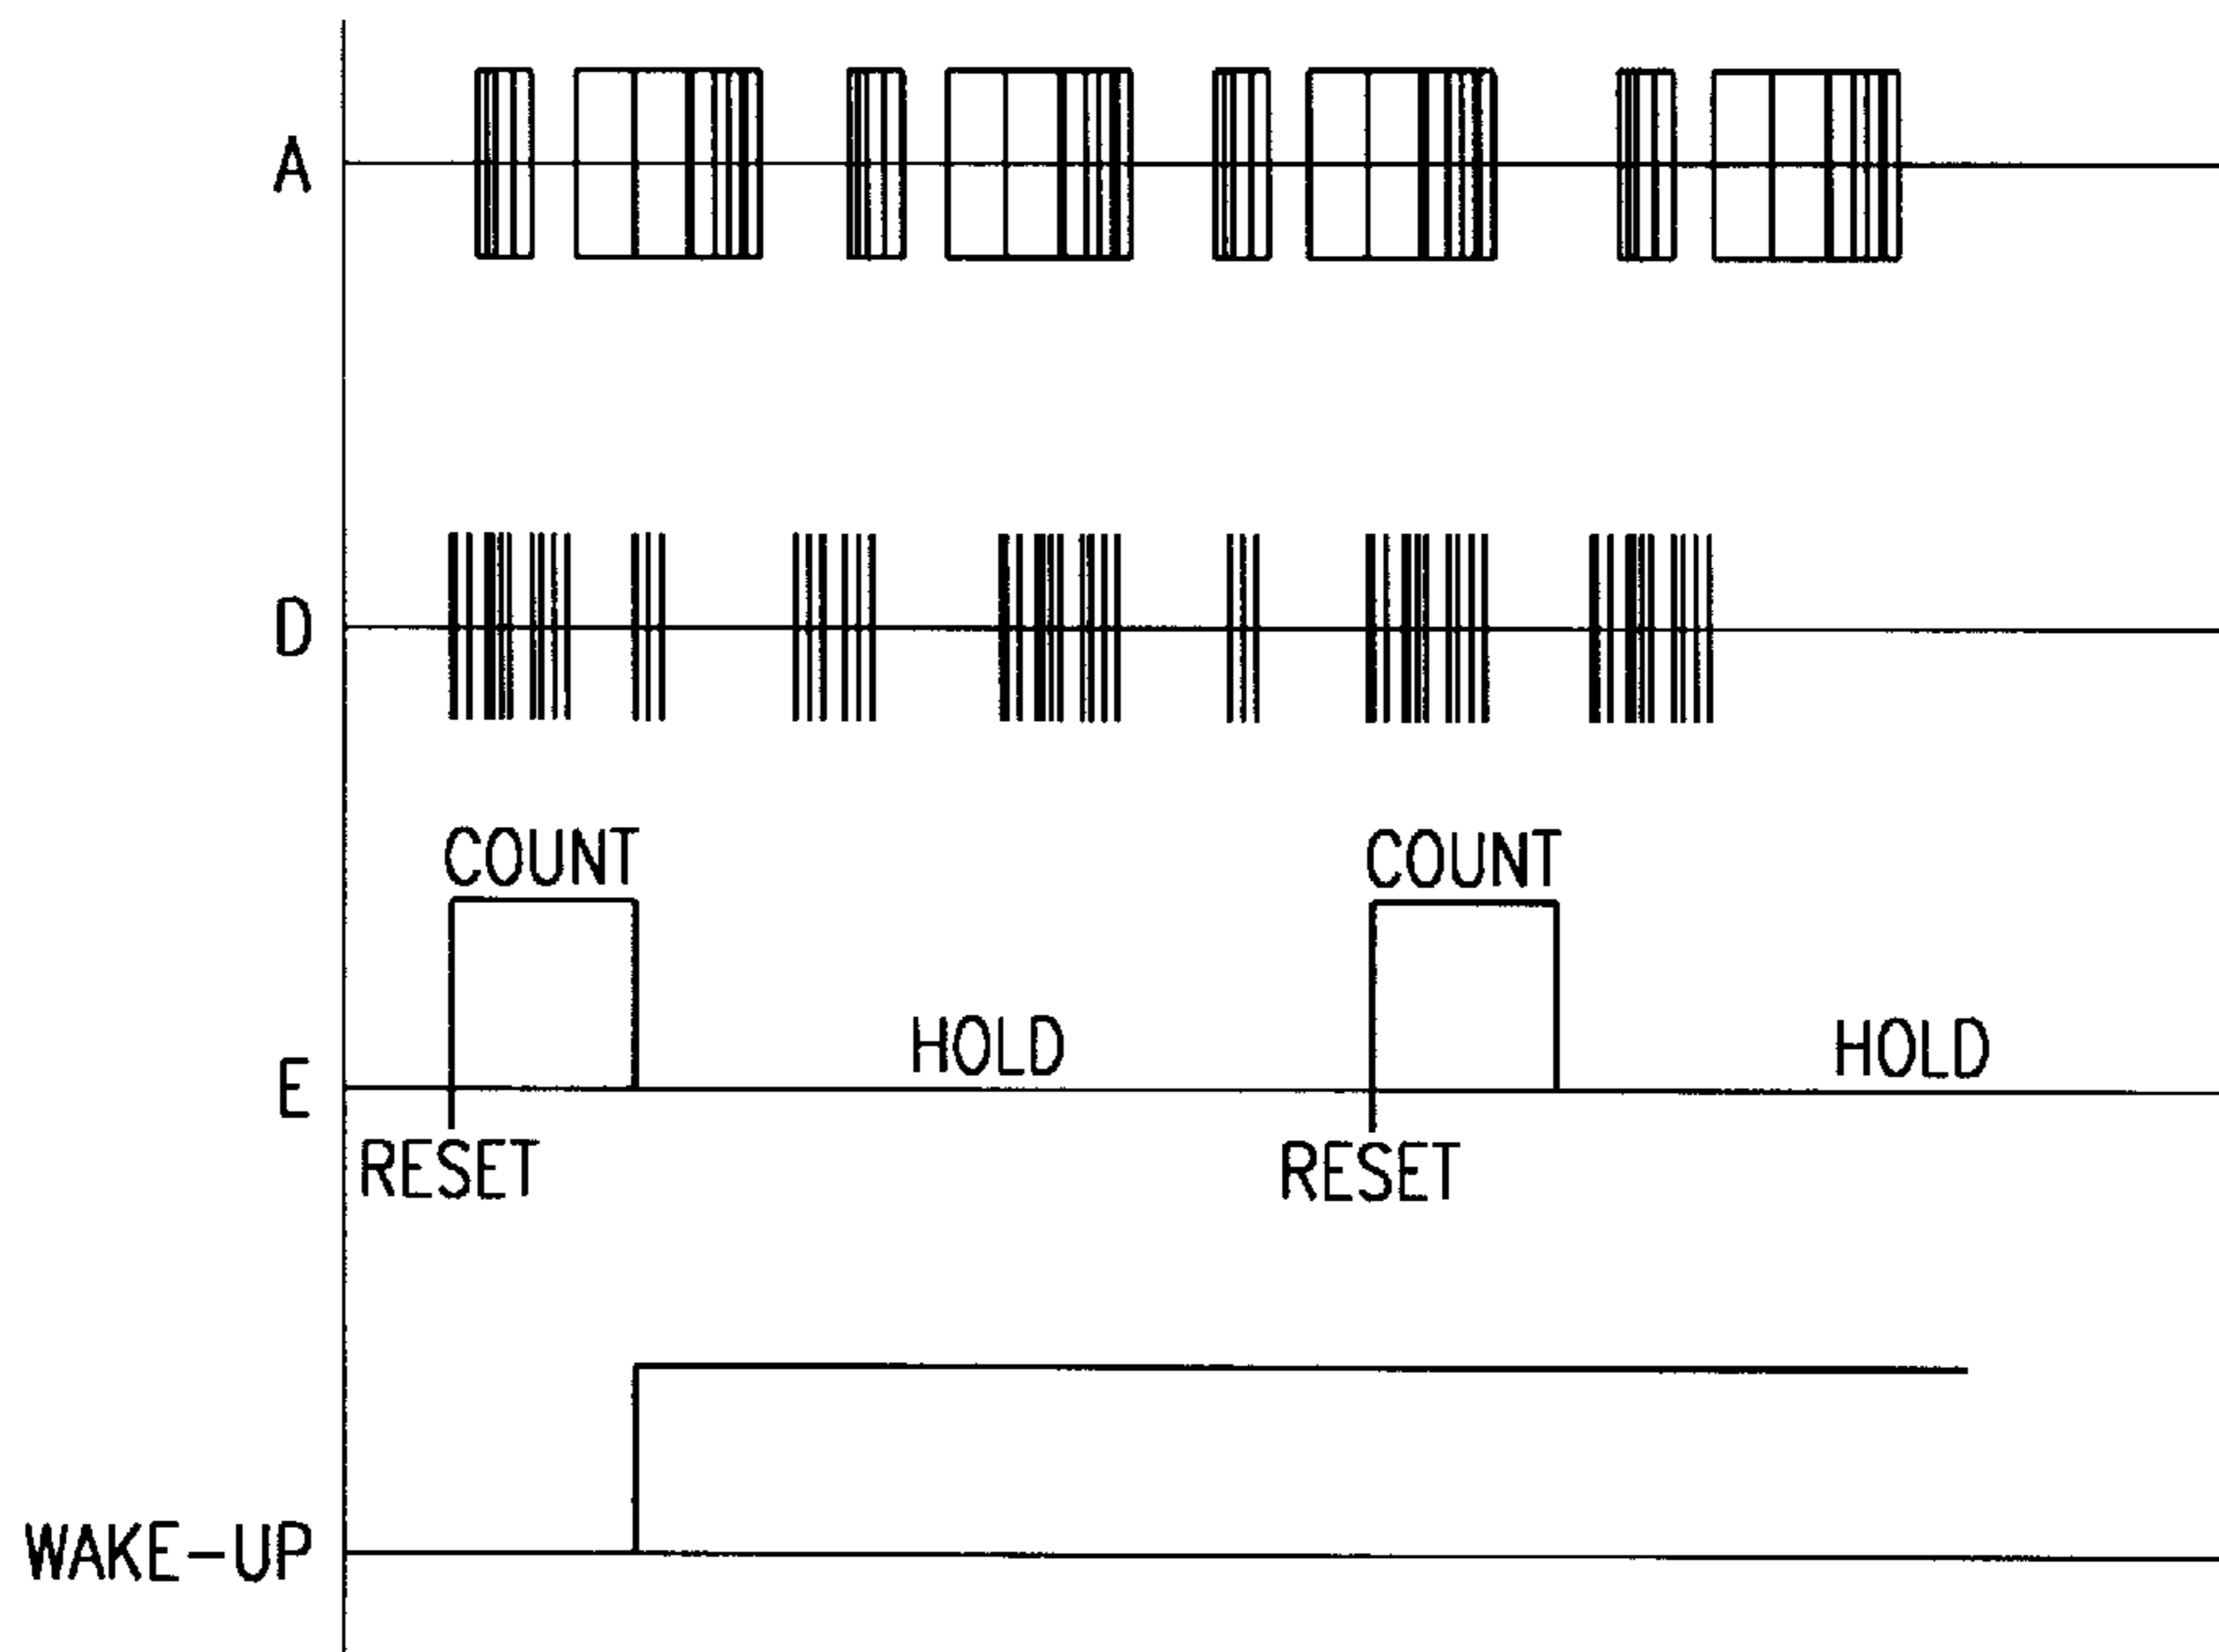 A
D
COUNT COUNT
HOLD HOLD
E
RESET RESET
WAKE-UP